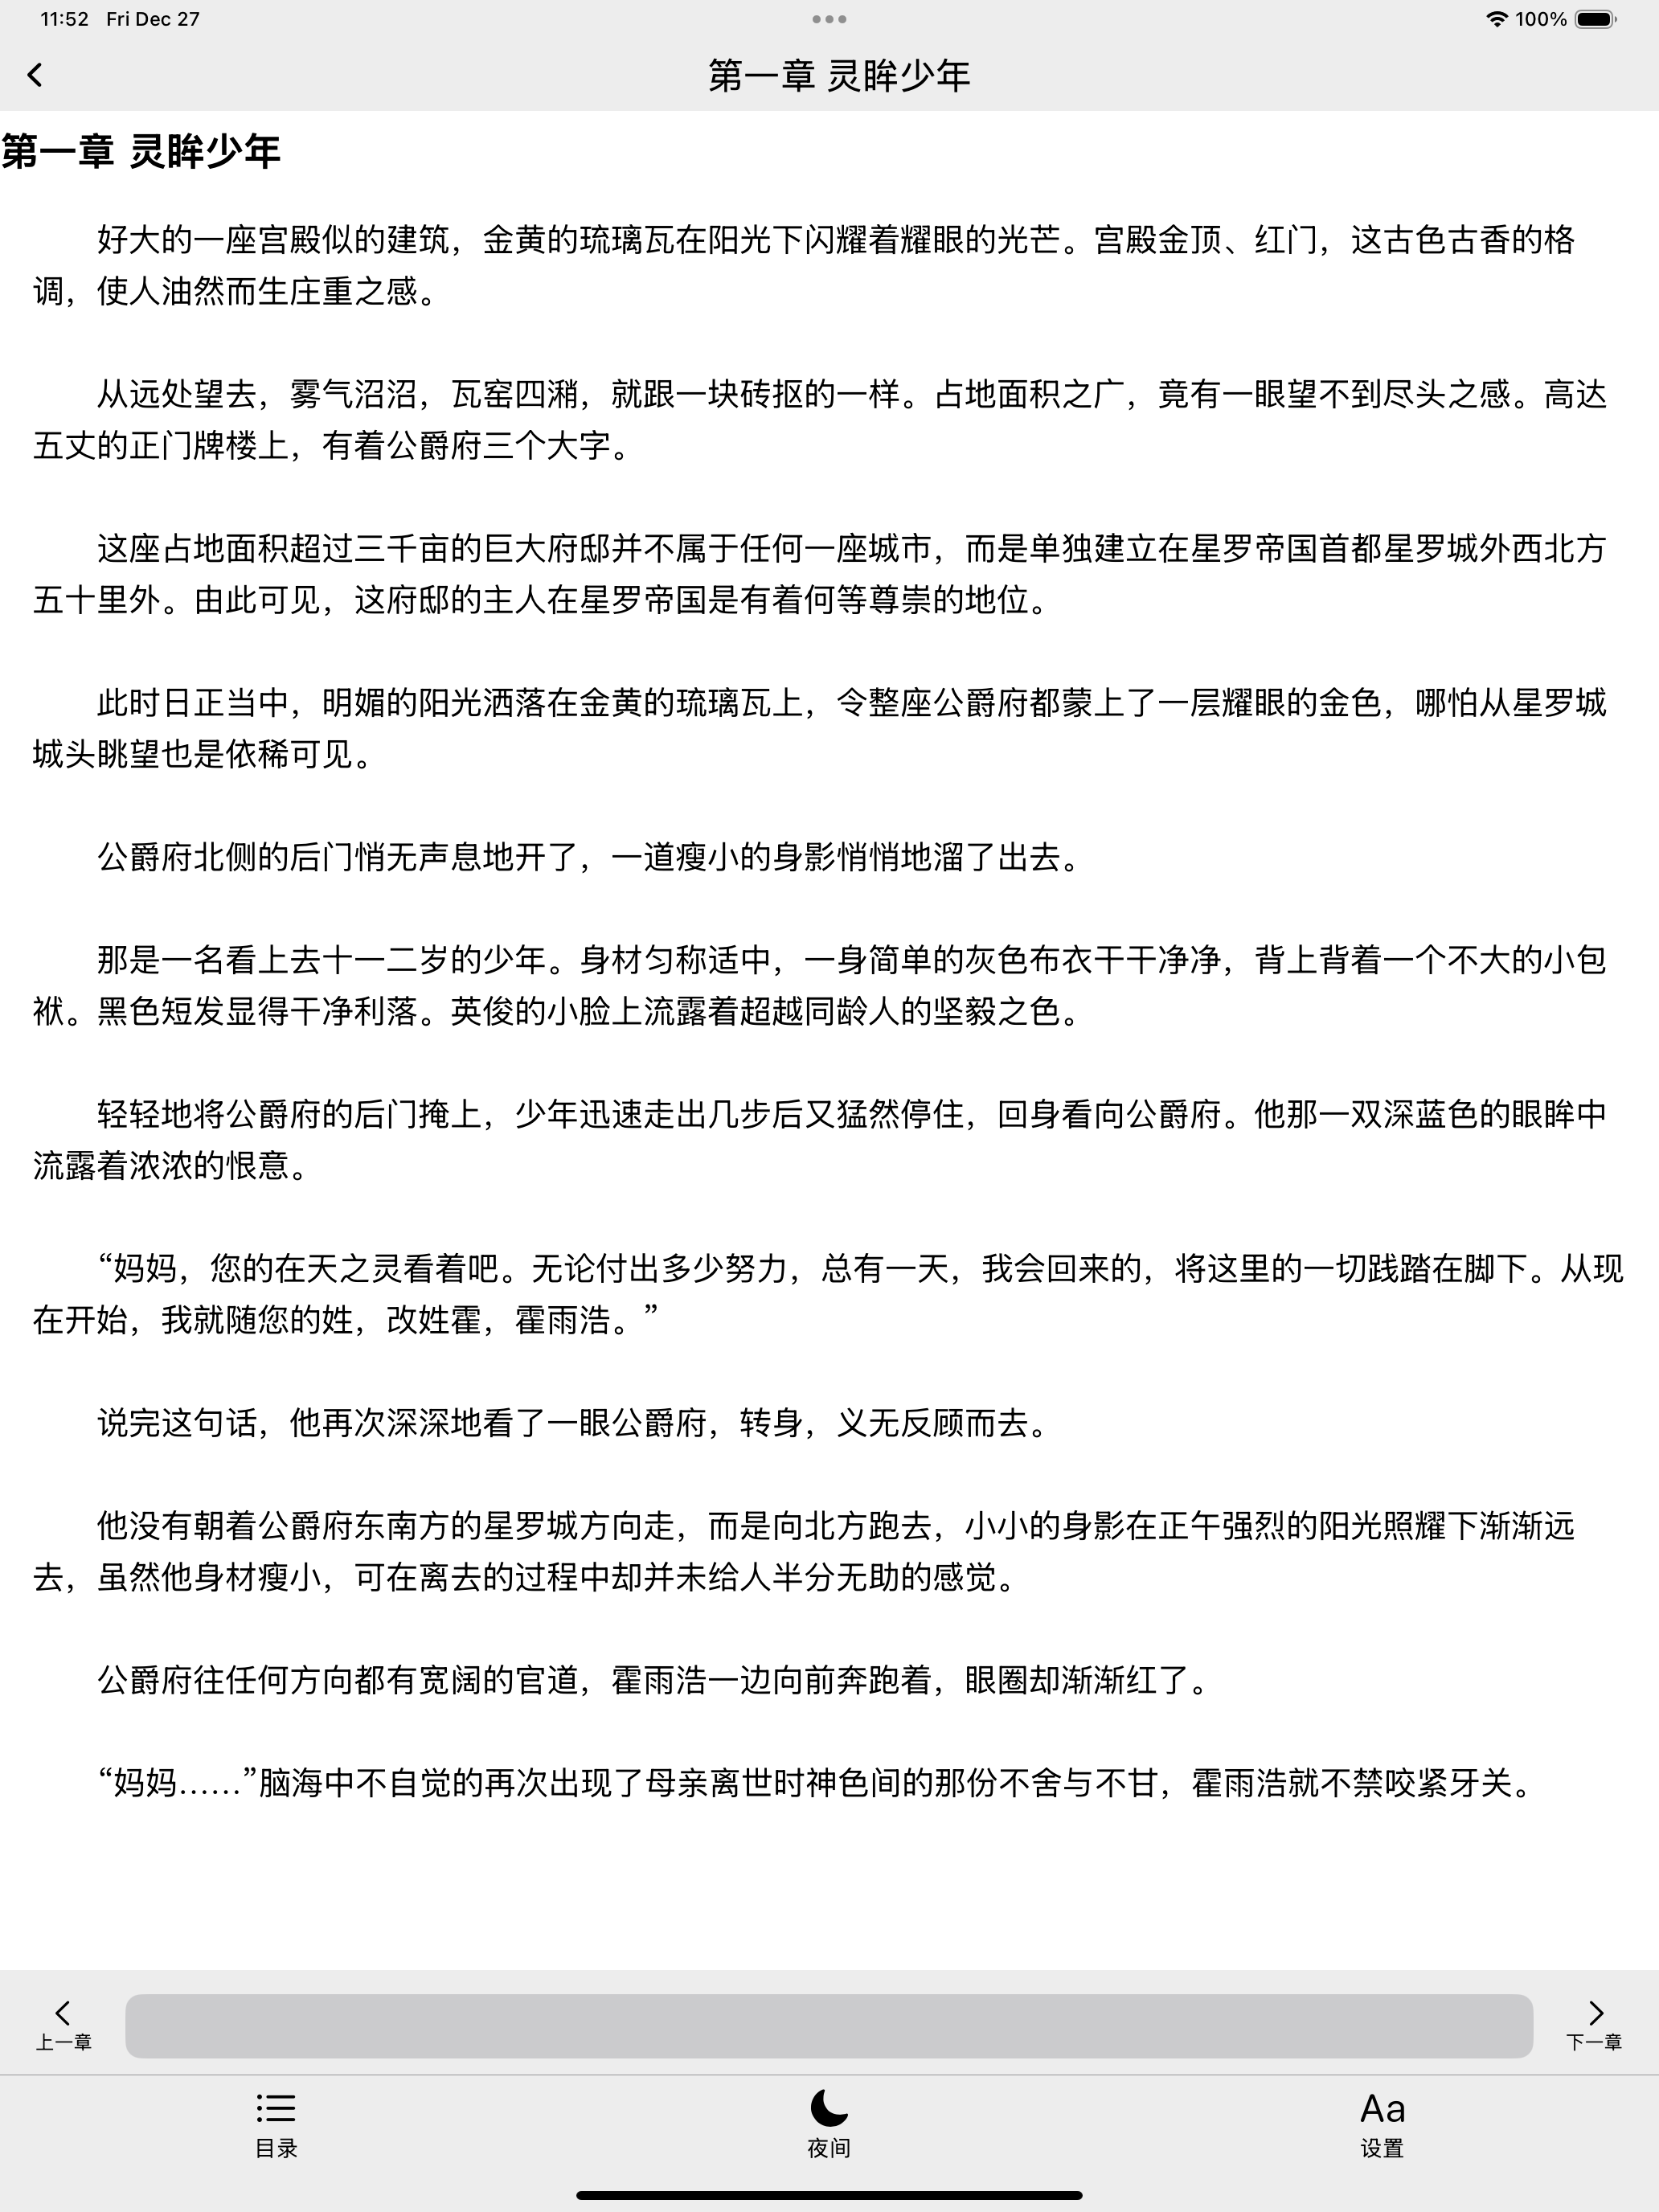 11:52 Fri Dec 27
100%
第一章 灵眸少年
第一章 灵眸少年
好大的一座宫殿似的建筑，金黄的琉璃瓦在阳光下闪耀着耀眼的光芒。宫殿金顶、红门，这古色古香的格
调，使人油然而生庄重之感。
从远处望去，雾气沼沼，瓦窑四潲，就跟一块砖抠的一样。占地面积之广，竟有一眼望不到尽头之感。高达
五丈的正门牌楼上，有着公爵府三个大字。
这座占地面积超过三千亩的巨大府邸并不属于任何一座城市，而是单独建立在星罗帝国首都星罗城外西北方
五十里外。由此可见，这府邸的主人在星罗帝国是有着何等尊崇的地位。
此时日正当中，明媚的阳光洒落在金黄的琉璃瓦上，令整座公爵府都蒙上了一层耀眼的金色，哪怕从星罗城
城头眺望也是依稀可见。
公爵府北侧的后门悄无声息地开了，一道瘦小的身影悄悄地溜了出去。
那是一名看上去十一二岁的少年。身材匀称适中，一身简单的灰色布衣干干净净，背上背着一个不大的小包
袱。黑色短发显得干净利落。英俊的小脸上流露着超越同龄人的坚毅之色。
轻轻地将公爵府的后门掩上，少年迅速走出几步后又猛然停住，回身看向公爵府。他那一双深蓝色的眼眸中
流露着浓浓的恨意。
“妈妈，您的在天之灵看着吧。无论付出多少努力，总有一天，我会回来的，将这里的一切践踏在脚下。从现
在开始，我就随您的姓，改姓霍，霍雨浩。”
说完这句话，他再次深深地看了一眼公爵府，转身，义无反顾而去。
他没有朝着公爵府东南方的星罗城方向走，而是向北方跑去，小小的身影在正午强烈的阳光照耀下渐渐远
去，虽然他身材瘦小，可在离去的过程中却并未给人半分无助的感觉。
公爵府往任何方向都有宽阔的官道，霍雨浩一边向前奔跑着，眼圈却渐渐红了。
“妈妈……”脑海中不自觉的再次出现了母亲离世时神色间的那份不舍与不甘，霍雨浩就不禁咬紧牙关。
上一章
下一章
目录
夜间
Aa
设置